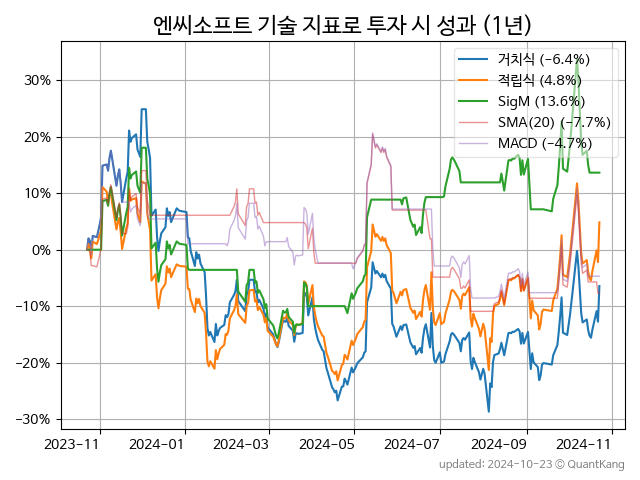 엔씨소프트 기술 지표로 투자 시 성과 (1년)
거치식 (−6.4%)
적립식 (4.8%)
SigM (13.6%)
SMA(20) (−7.7%)
MACD (−4.7%)
30%
20%
10%
0%
−10%
−20%
−30%
2023-11
2024-01
2024-03
2024-05
2024-07
2024-09
2024-11
updated: 2024-10-23 © QuantKang